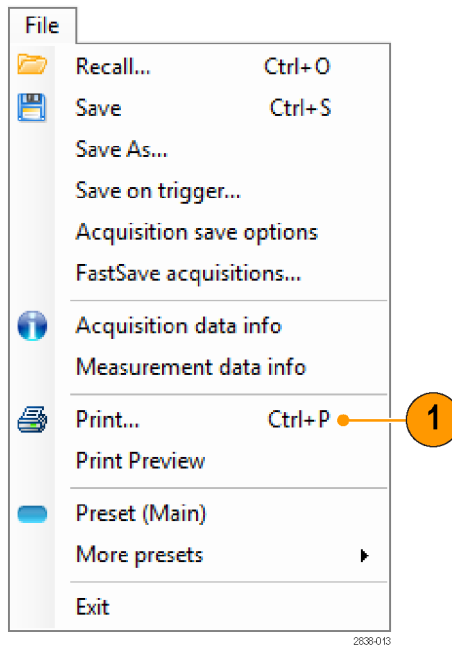 File
Recall... Ctrl+O
Save Ctrl+S
Save As...
Save on trigger...
Acquisition save options
FastSave acquisitions...
Acquisition data info
Measurement data info
Print... Ctrl+P 1
Print Preview
Preset (Main)
More presets
Exit
2838-013